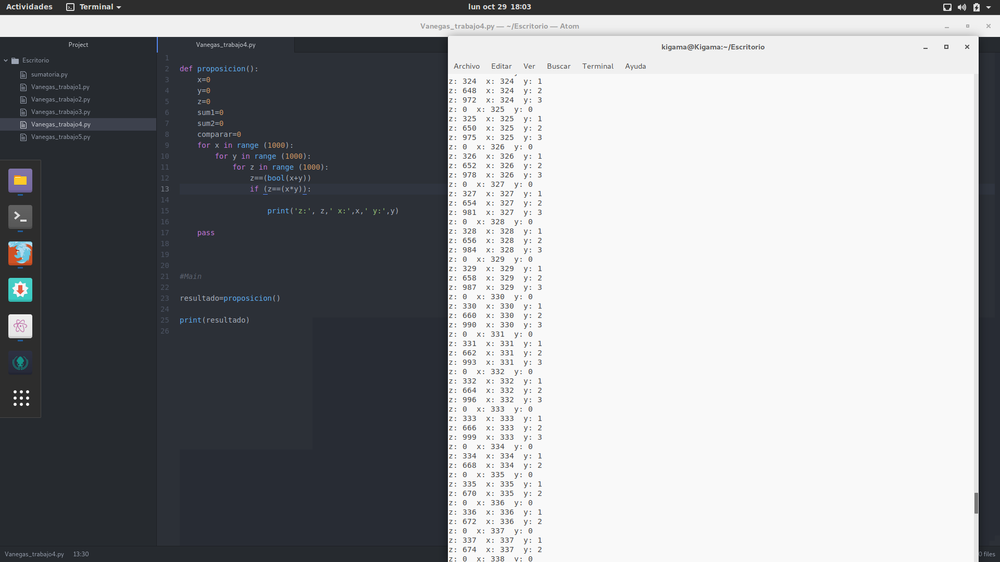 Actividades
Terminal
lun oct 29 18:03
Vanegas_trabajo4.py — ~/Escritorio — Atom
Project
Escritorio
sumatoria.py
Vanegas_trabajo1.py
Vanegas_trabajo2.py
Vanegas_trabajo3.py
Vanegas_trabajo4.py
Vanegas_trabajo5.py
Vanegas_trabajo4.py
1
2 def proposicion():
3 x=0
4 y=0
5 z=0
6 sum1=0
7 sum2=0
8 comparar=0
9 for x in range (1000):
10 for y in range (1000):
11 for z in range (1000):
12 z==(bool(x+y))
13 if (z==(x*y)):
14
15 print('z:', z,' x:',x,' y:',y)
16
17 pass
18
19
20
21 #Main
22
23 resultado=proposicion()
24
25 print(resultado)
26
kigama@Kigama:~/Escritorio
Archivo Editar Ver Buscar Terminal Ayuda
z: 324 x: 324 y: 1
z: 648 x: 324 y: 2
z: 972 x: 324 y: 3
z: 0 x: 325 y: 0
z: 325 x: 325 y: 1
z: 650 x: 325 y: 2
z: 975 x: 325 y: 3
z: 0 x: 326 y: 0
z: 326 x: 326 y: 1
z: 652 x: 326 y: 2
z: 978 x: 326 y: 3
z: 0 x: 327 y: 0
z: 327 x: 327 y: 1
z: 654 x: 327 y: 2
z: 981 x: 327 y: 3
z: 0 x: 328 y: 0
z: 328 x: 328 y: 1
z: 656 x: 328 y: 2
z: 984 x: 328 y: 3
z: 0 x: 329 y: 0
z: 329 x: 329 y: 1
z: 658 x: 329 y: 2
z: 987 x: 329 y: 3
z: 0 x: 330 y: 0
z: 330 x: 330 y: 1
z: 660 x: 330 y: 2
z: 990 x: 330 y: 3
z: 0 x: 331 y: 0
z: 331 x: 331 y: 1
z: 662 x: 331 y: 2
z: 993 x: 331 y: 3
z: 0 x: 332 y: 0
z: 332 x: 332 y: 1
z: 664 x: 332 y: 2
z: 996 x: 332 y: 3
z: 0 x: 333 y: 0
z: 333 x: 333 y: 1
z: 666 x: 333 y: 2
z: 999 x: 333 y: 3
z: 0 x: 334 y: 0
z: 334 x: 334 y: 1
z: 668 x: 334 y: 2
z: 0 x: 335 y: 0
z: 335 x: 335 y: 1
z: 670 x: 335 y: 2
z: 0 x: 336 y: 0
z: 336 x: 336 y: 1
z: 672 x: 336 y: 2
z: 0 x: 337 y: 0
z: 337 x: 337 y: 1
z: 674 x: 337 y: 2
z: 0 x: 338 y: 0
Vanegas_trabajo4.py 13:30
0 files